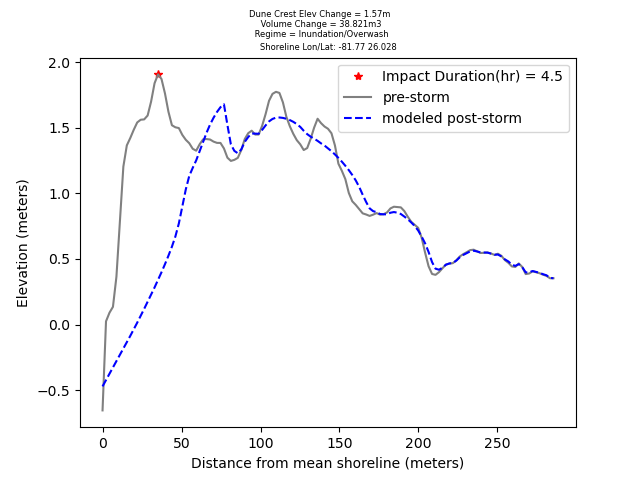 Dune Crest Elev Change = 1.57m
Volume Change = 38.821m3
Regime = Inundation/Overwash
Shoreline Lon/Lat: -81.77 26.028
Impact Duration(hr) = 4.5
pre-storm
modeled post-storm
Elevation (meters)
2.0
1.5
1.0
0.5
0.0
−0.5
0 50 100 150 200 250
Distance from mean shoreline (meters)